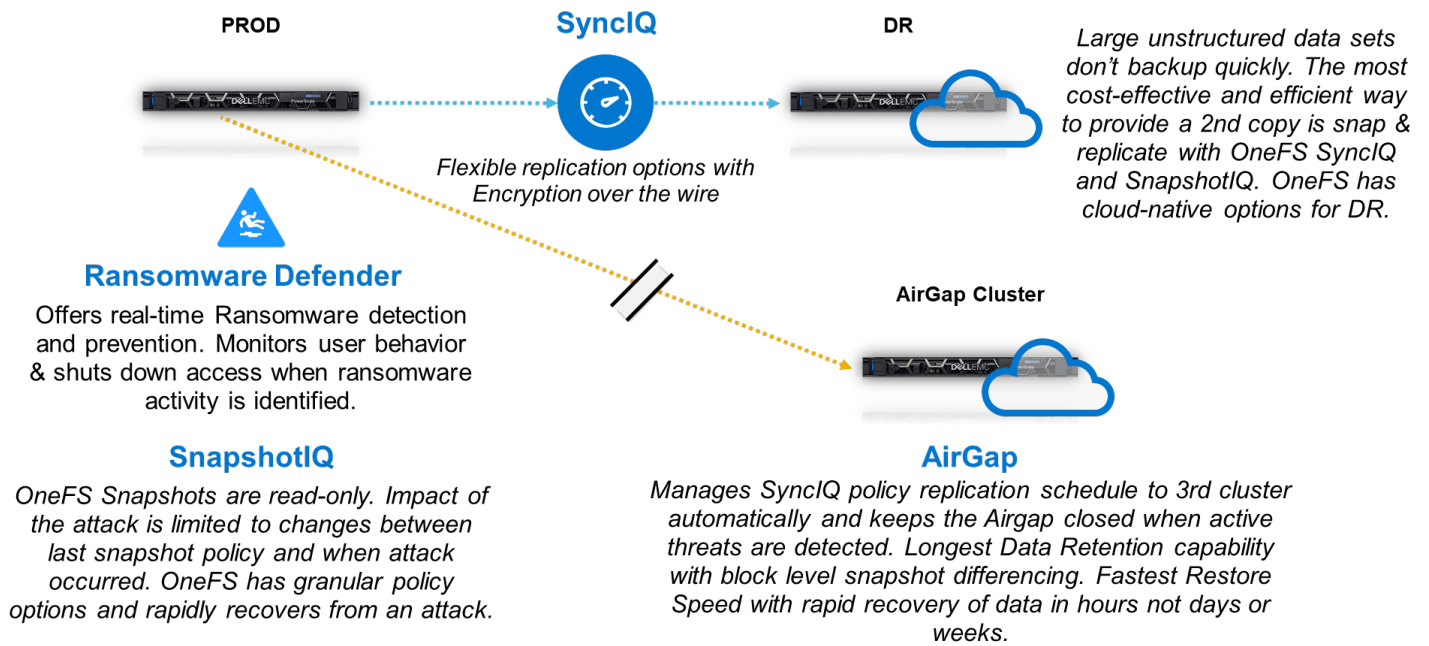 PROD
SyncIQ
DR
DELLEMC
PowerScale
DELLEMC
Flexible replication options with
Encryption over the wire
Large unstructured data sets
don't backup quickly. The most
cost-effective and efficient way
to provide a 2nd copy is snap &
replicate with OneFS SyncIQ
and SnapshotIQ. OneFS has
cloud-native options for DR.
Ransomware Defender
Offers real-time Ransomware detection
and prevention. Monitors user behavior
& shuts down access when ransomware
activity is identified.
AirGap Cluster
DELLEMC
SnapshotIQ
OneFS Snapshots are read-only. Impact of
the attack is limited to changes between
last snapshot policy and when attack
occurred. OneFS has granular policy
options and rapidly recovers from an attack.
AirGap
Manages SyncIQ policy replication schedule to 3rd cluster
automatically and keeps the Airgap closed when active
threats are detected. Longest Data Retention capability
with block level snapshot differencing. Fastest Restore
Speed with rapid recovery of data in hours not days or
weeks.